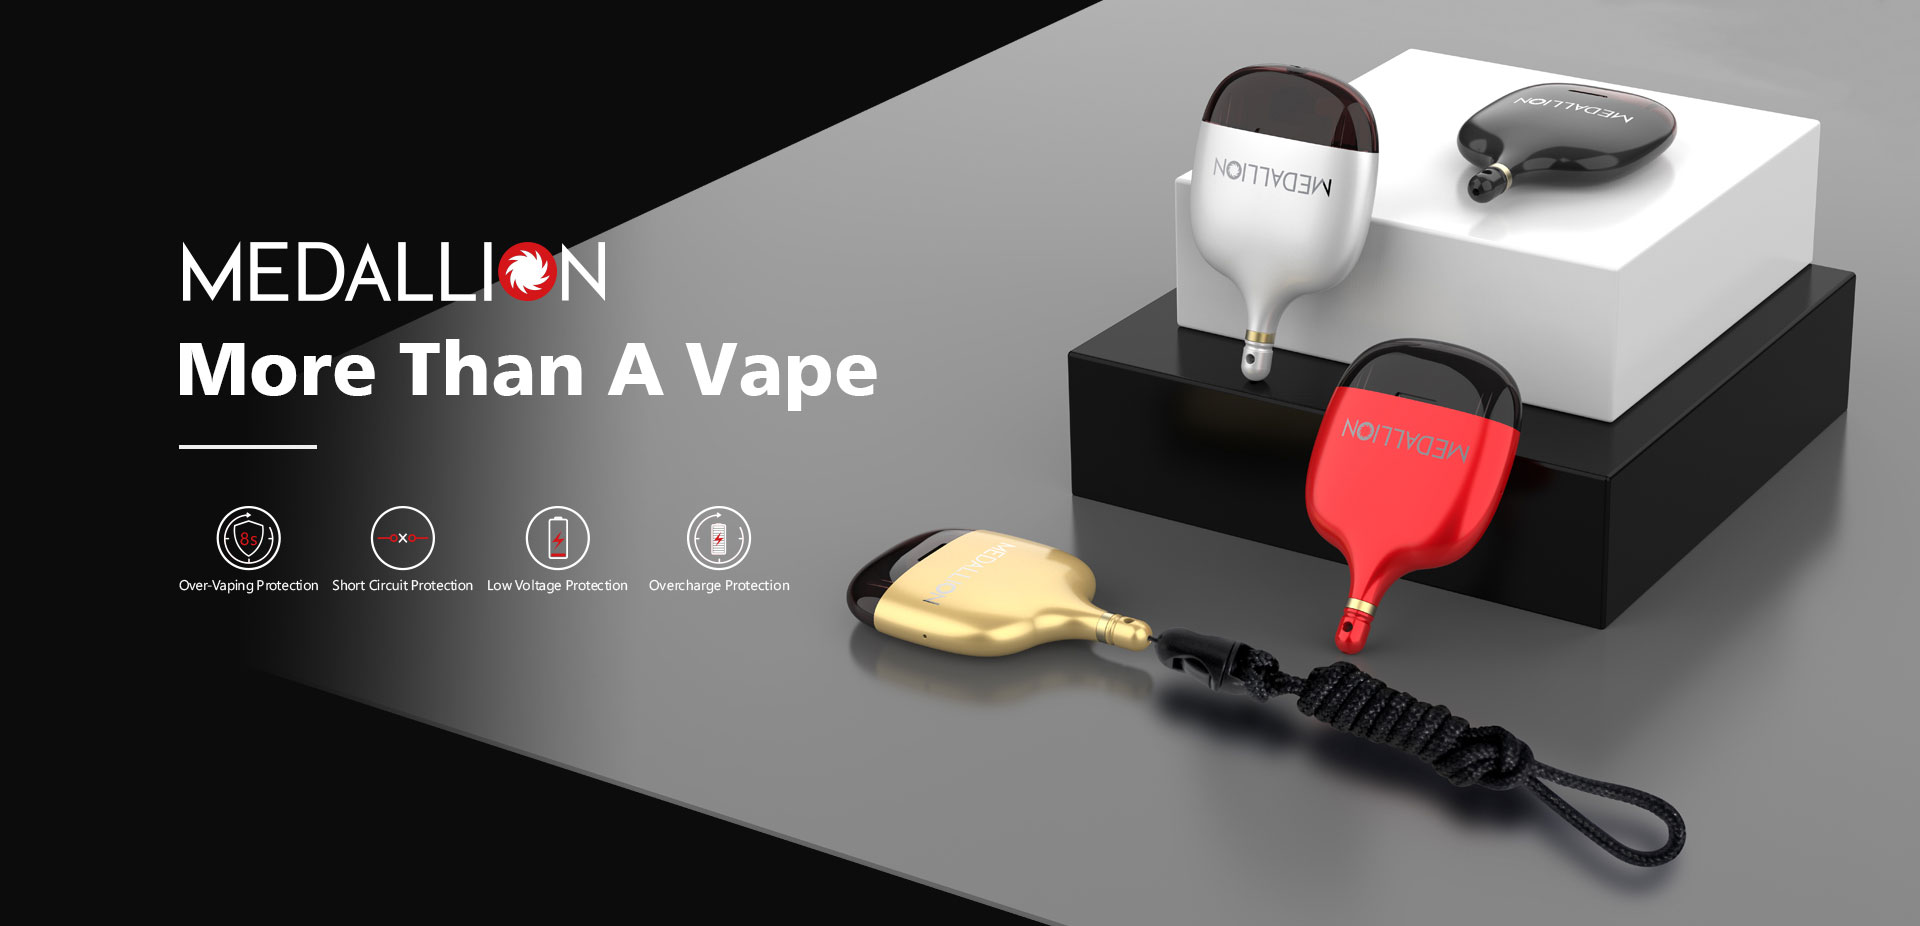 MEDALLION
More Than A Vape
8s
Over-Vaping Protection
Short Circuit Protection
Low Voltage Protection
Overcharge Protection
MEDALLION
MEDALLION
MEDALLION
MEDALLION